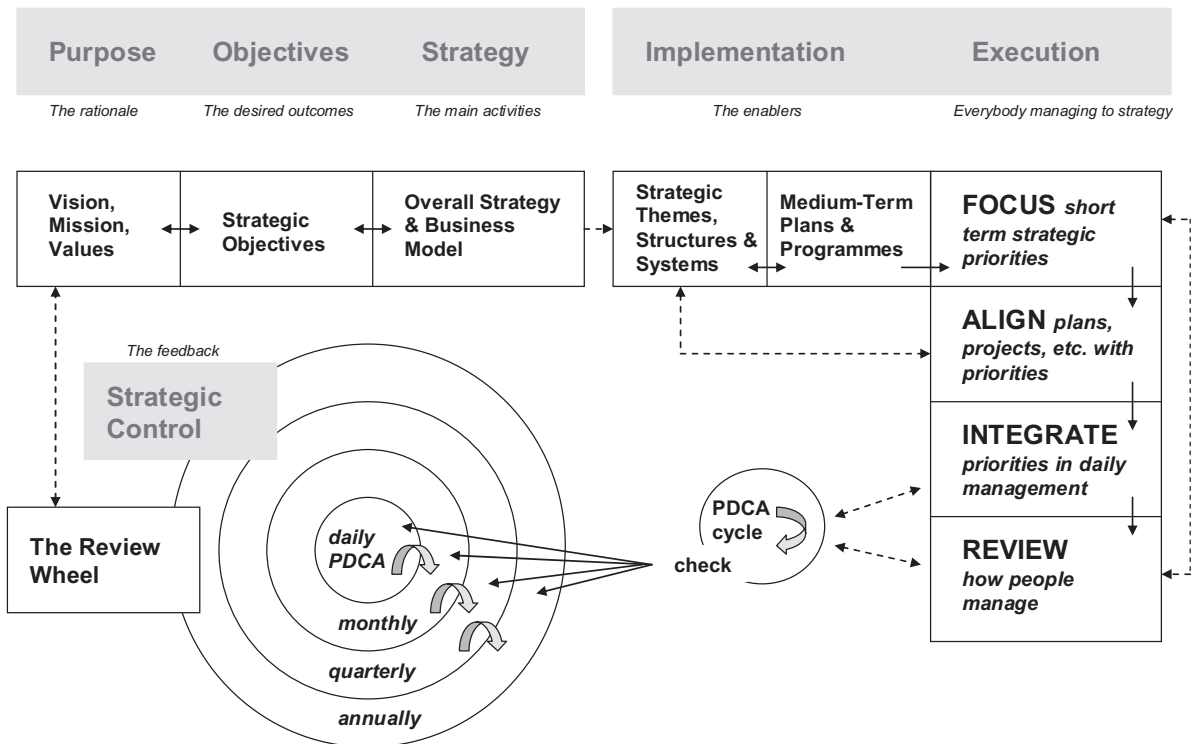 Purpose
Objectives
Strategy
Implementation
Execution
The rationale
The desired outcomes
The main activities
The enablers
Everybody managing to strategy
Vision,
Mission,
Values
Strategic
Objectives
Overall Strategy
& Business
Model
Strategic
Themes,
Structures &
Systems
Medium-Term
Plans &
Programmes
FOCUS short
term strategic
priorities
ALIGN plans,
projects, etc. with
priorities
INTEGRATE
priorities in daily
management
REVIEW
how people
manage
The feedback
Strategic
Control
The Review
Wheel
daily
PDCA
monthly
quarterly
annually
PDCA
cycle
check